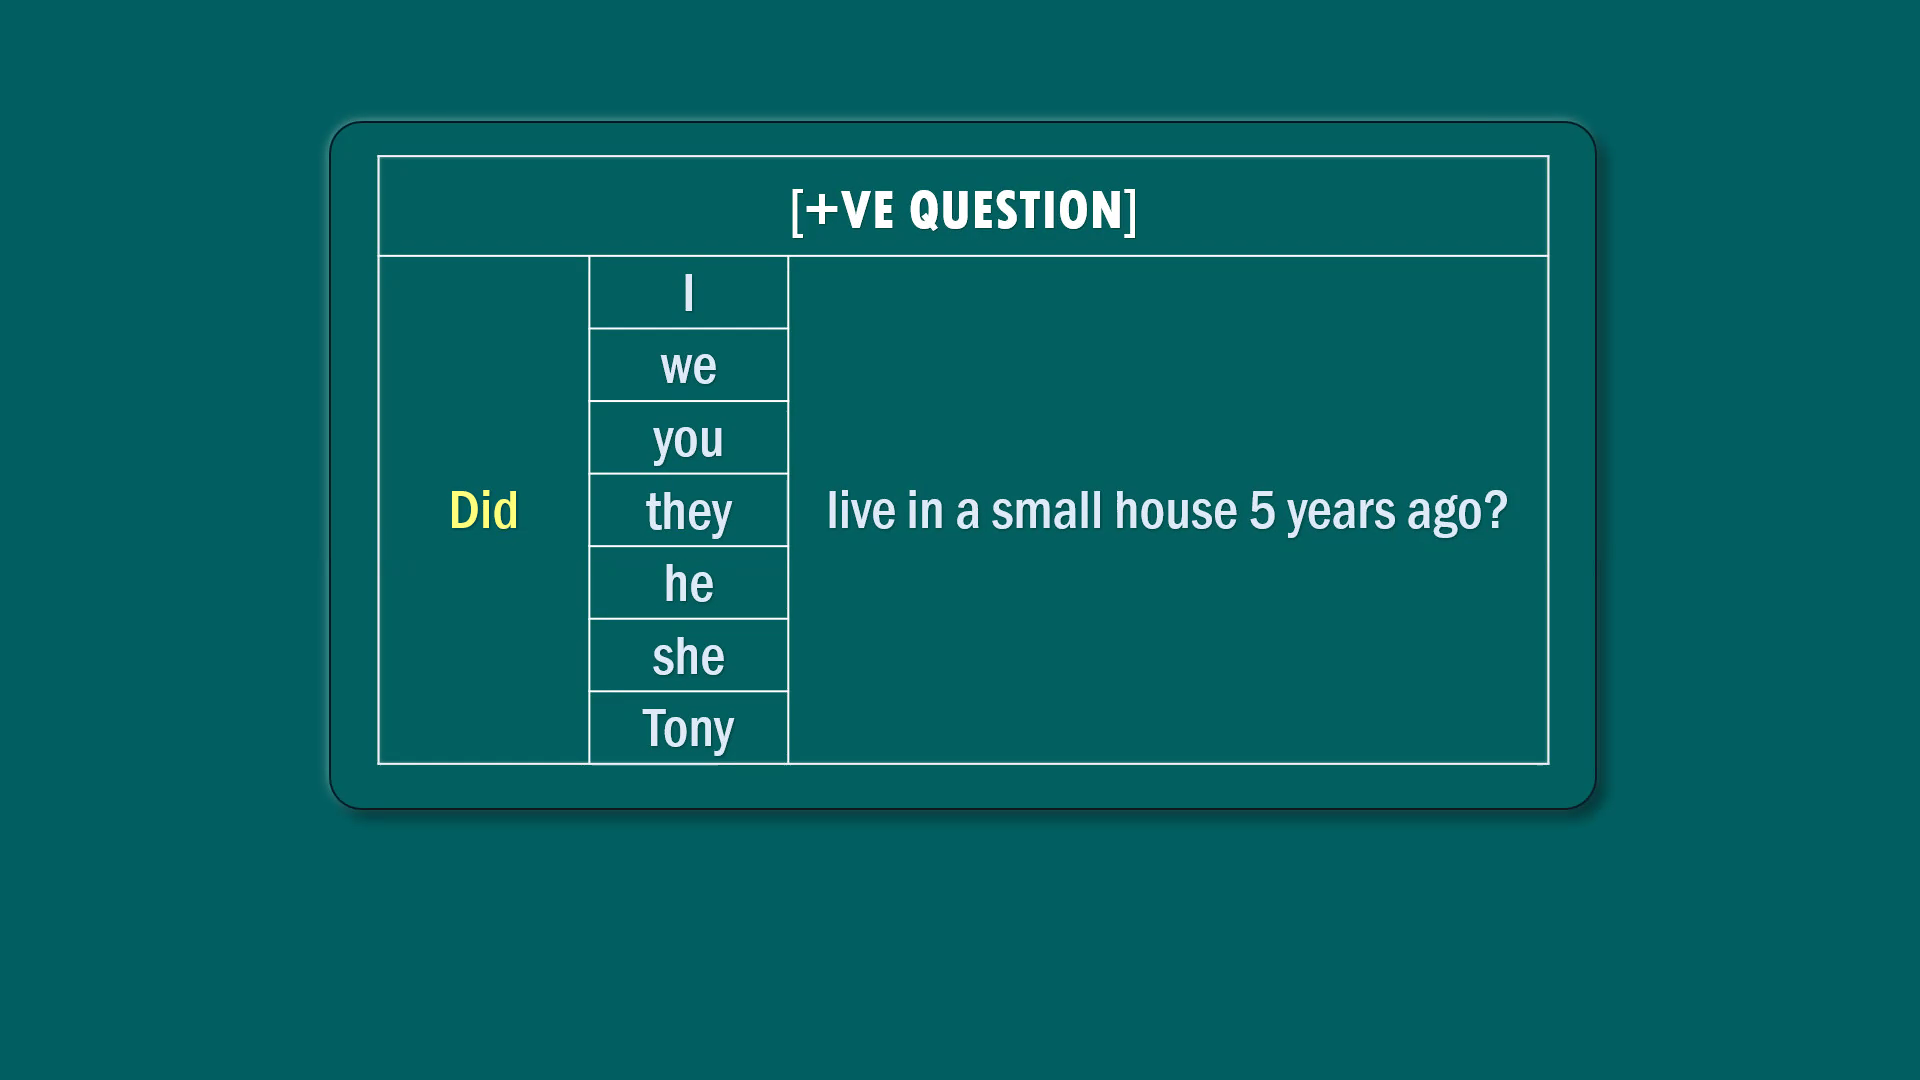 [+VE QUESTION]
I
we
you
Did
they
live in a small house 5 years ago?
he
she
Tony